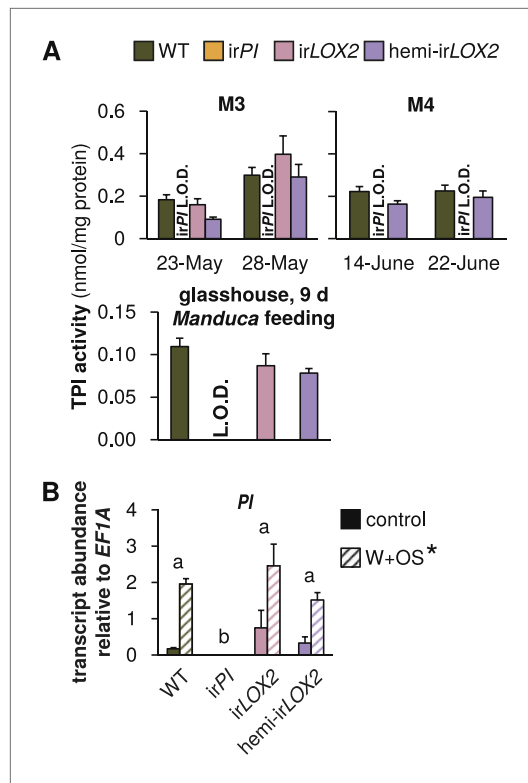 A
WT irPI irLOX2 hemi-irLOX2
M3 M4
TPI activity (nmol/mg protein)
0.6
0.4
0.2
0
irPI L.O.D. irPI L.O.D. irPI L.O.D. irPI L.O.D.
23-May 28-May 14-June 22-June
glasshouse, 9 d
Manduca feeding
0.15
0.10
0.05
0.00
L.O.D.
B
PI
transcript abundance
relative to EF1A
4
3
2
1
0
a b a a
control
W+OS*
WT irPI irLOX2 hemi-irLOX2